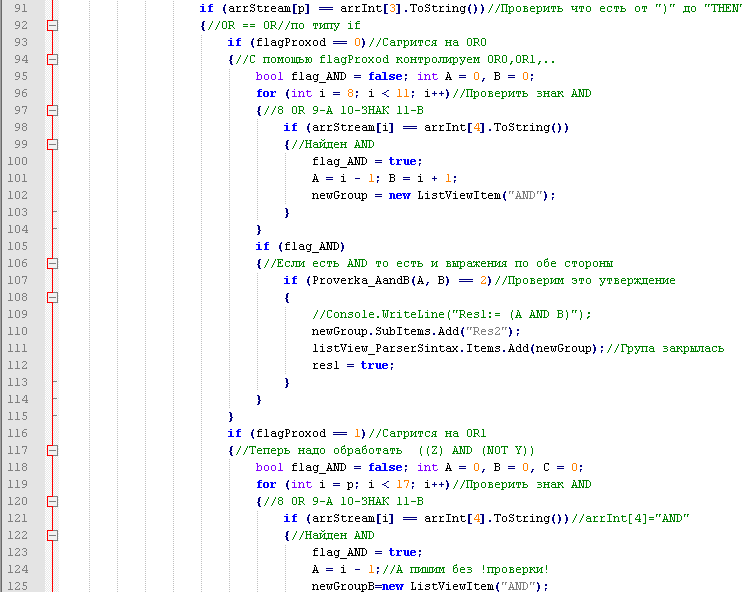 91 if (arrStream[p] == arrInt[3].ToString())//Проверить что есть от ")" до "THEN"
92 {//OR == OR//по типу if
93 if (flagProxod == 0)//Сагрится на OR0
94 {//С помощью flagProxod контролируем OR0,OR1,..
95 bool flag_AND = false; int A = 0, B = 0;
96 for (int i = 8; i < 11; i++)//Проверить знак AND
97 {//8 OR 9-A 10-ЗНАК 11-B
98 if (arrStream[i] == arrInt[4].ToString())
99 {//Найден AND
100 flag_AND = true;
101 A = i - 1; B = i + 1;
102 newGroup = new ListViewItem("AND");
103 }
104 }
105 if (flag_AND)
106 {//Если есть AND то есть и выражения по обе стороны
107 if (Proverka_AandB(A, B) == 2)//Проверим это утверждение
108 {
109 //Console.WriteLine("Res1:= (A AND B)");
110 newGroup.SubItems.Add("Res2");
111 listView_ParserSintax.Items.Add(newGroup);//Група закрылась
112 res1 = true;
113 }
114 }
115 }
116 if (flagProxod == 1)//Сагрится на OR1
117 {//Теперь надо обработать  ((Z) AND (NOT Y))
118 bool flag_AND = false; int A = 0, B = 0, C = 0;
119 for (int i = p; i < 17; i++)//Проверить знак AND
120 {//8 OR 9-A 10-ЗНАК 11-B
121 if (arrStream[i] == arrInt[4].ToString())//arrInt[4]="AND"
122 {//Найден AND
123 flag_AND = true;
124 A = i - 1;//А пишим без !проверки!
125 newGroupB=new ListViewItem("AND");